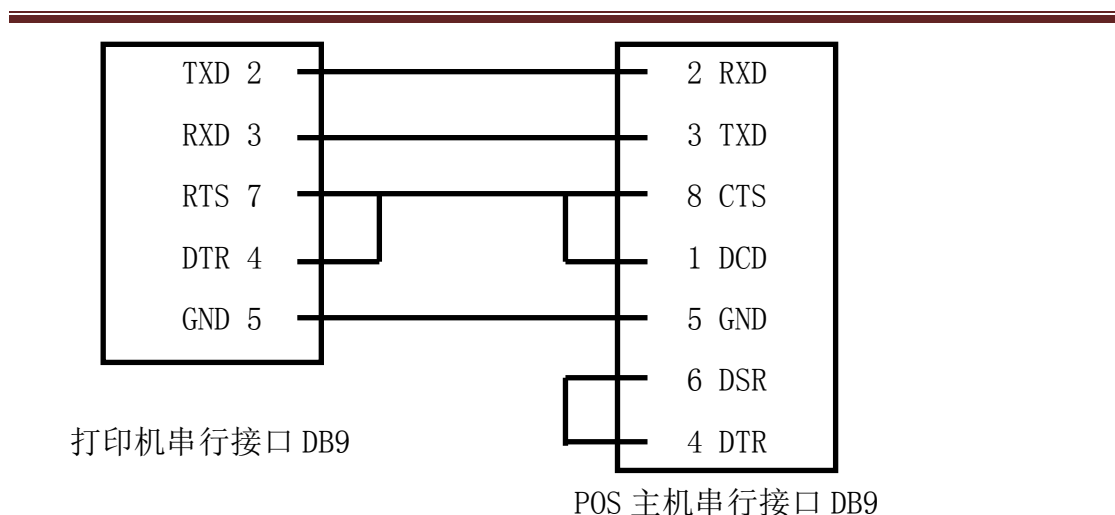 TXD 2
2 RXD
RXD 3
3 TXD
RTS 7
8 CTS
DTR 4
1 DCD
GND 5
5 GND
6 DSR
4 DTR
打印机串行接口 DB9
POS 主机串行接口 DB9